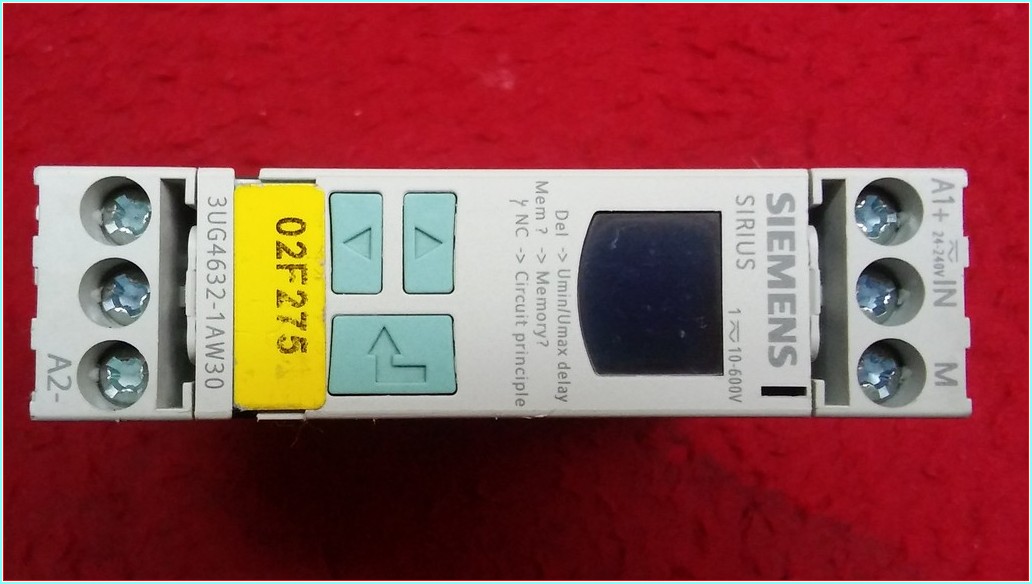 A1+
24-240V
IN
M
SIEMENS
SIRIUS
1 10-600V
Del -> Umin/Umax delay
Mem ? -> Memory?
NC -> Circuit principle
02F275
3UG4632-1AW30
A2-